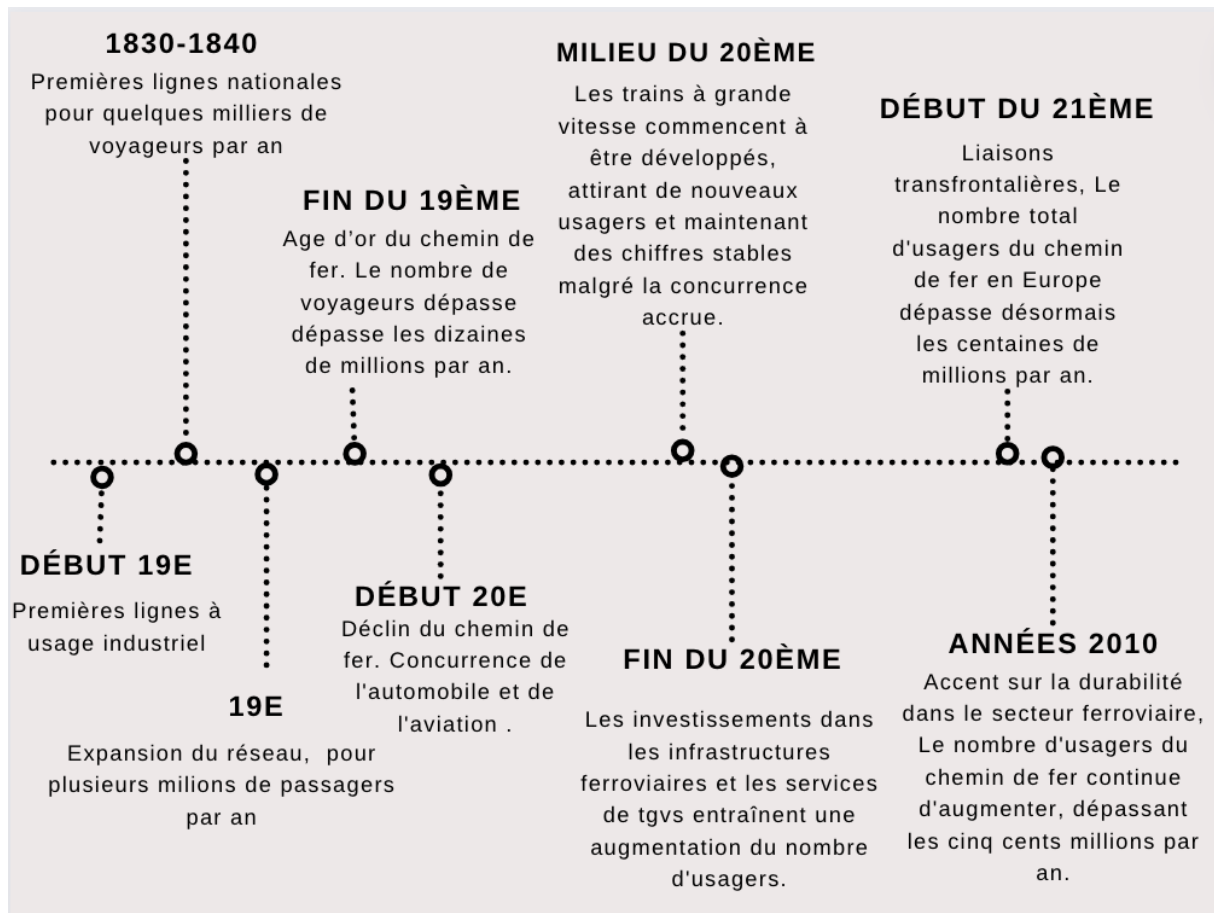 1830-1840
Premières lignes nationales
pour quelques milliers de
voyageurs par an
FIN DU 19ÈME
Age d’or du chemin de
fer. Le nombre de
voyageurs dépasse
dépasse les dizaines
de millions par an.
MILIEU DU 20ÈME
Les trains à grande
vitesse commencent à
être développés,
attirant de nouveaux
usagers et maintenant
des chiffres stables
malgré la concurrence
accrue.
DÉBUT DU 21ÈME
Liaisons
transfrontalières, Le
nombre total
d'usagers du chemin
de fer en Europe
dépasse désormais
les centaines de
millions par an.
DÉBUT 19E
Premières lignes à
usage industriel
19E
Expansion du réseau,  pour
plusieurs milions de passagers
par an
DÉBUT 20E
Déclin du chemin de
fer. Concurrence de
l'automobile et de
l'aviation .
FIN DU 20ÈME
Les investissements dans
les infrastructures
ferroviaires et les services
de tgvs entraînent une
augmentation du nombre
d'usagers.
ANNÉES 2010
Accent sur la durabilité
dans le secteur ferroviaire,
Le nombre d'usagers du
chemin de fer continue
d'augmenter, dépassant
les cinq cents millions par
an.